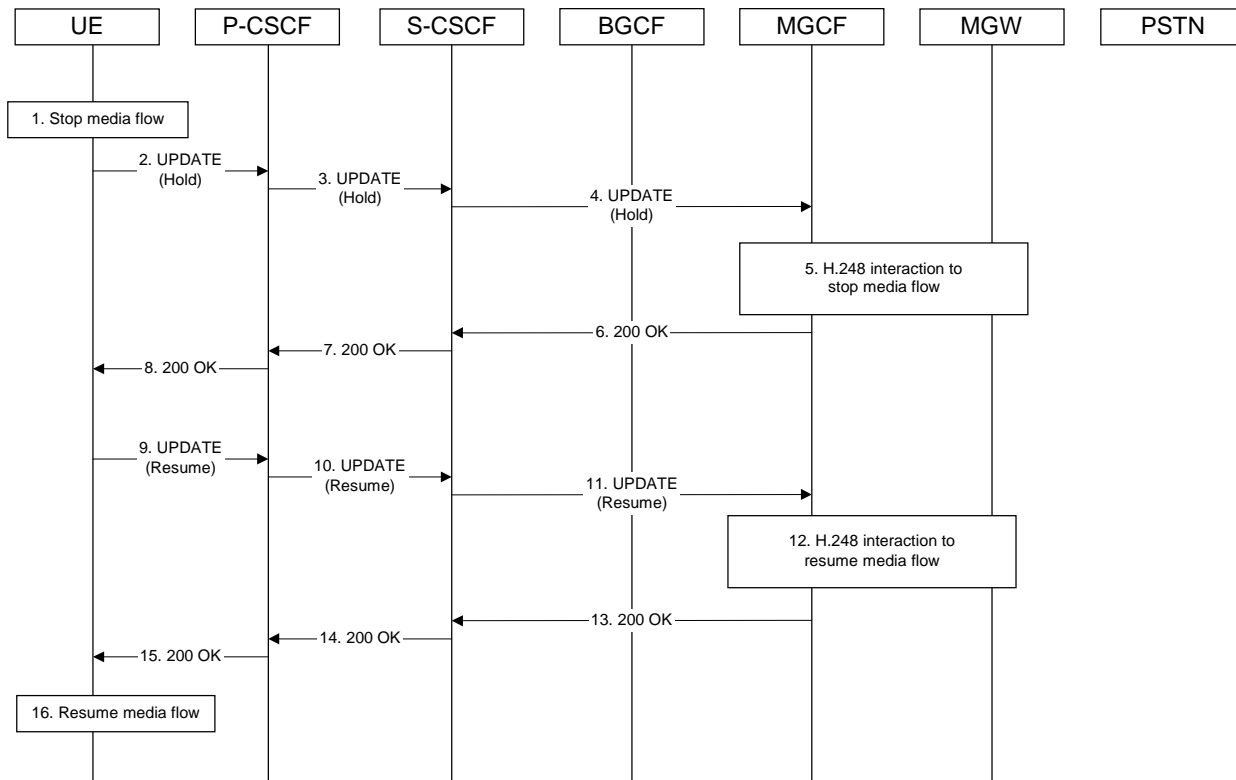 UE
P-CSCF
S-CSCF
BGCF
MGCF
MGW
PSTN
1. Stop media flow
2. UPDATE
(Hold)
3. UPDATE
(Hold)
4. UPDATE
(Hold)
5. H.248 interaction to
stop media flow
6. 200 OK
7. 200 OK
8. 200 OK
9. UPDATE
(Resume)
10. UPDATE
(Resume)
11. UPDATE
(Resume)
12. H.248 interaction to
resume media flow
13. 200 OK
14. 200 OK
15. 200 OK
16. Resume media flow